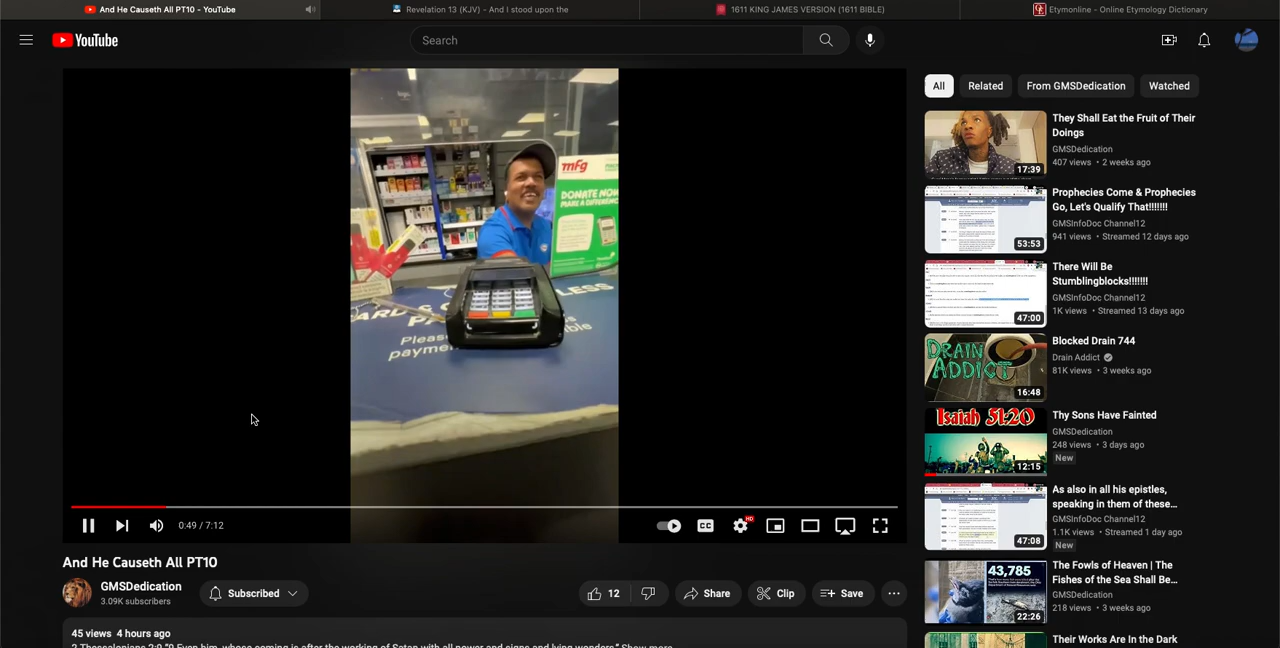 And He Causeth All PT10 - YouTube
Revelation 13 (KJV) - And I stood upon the
1611 KING JAMES VERSION (1611 BIBLE)
Etymonline - Online Etymology Dictionary
YouTube
Search
mfg
DONATE NOW
MAKE A DIFFERENCE
Please
payme
0:49 / 7:12
HD
And He Causeth All PT10
GMSDedication
3.09K subscribers
Subscribed
12
Share
Clip
Save
45 views 4 hours ago
All
Related
From GMSDedication
Watched
17:39
They Shall Eat the Fruit of Their
Doings
GMSDedication
407 views • 2 weeks ago
53:53
Prophecies Come & Prophecies
Go, Let's Qualify That!!!!!!!
GMSInfoDoc Channel12
941 views • Streamed 12 days ago
47:00
There Will Be
Stumblingblocks!!!!!!!
GMSInfoDoc Channel12
1K views • Streamed 13 days ago
DRAIN
ADDICT
16:48
Blocked Drain 744
Drain Addict
81K views • 3 weeks ago
Isaiah 51:20
12:15
Thy Sons Have Fainted
GMSDedication
248 views • 3 days ago
New
47:08
As also in all his epistles,
speaking in them of these...
GMSInfoDoc Channel12
1.1K views • Streamed 1 day ago
New
43,785
22:26
The Fowls of Heaven | The
Fishes of the Sea Shall Be...
GMSDedication
218 views • 3 weeks ago
Their Works Are In the Dark